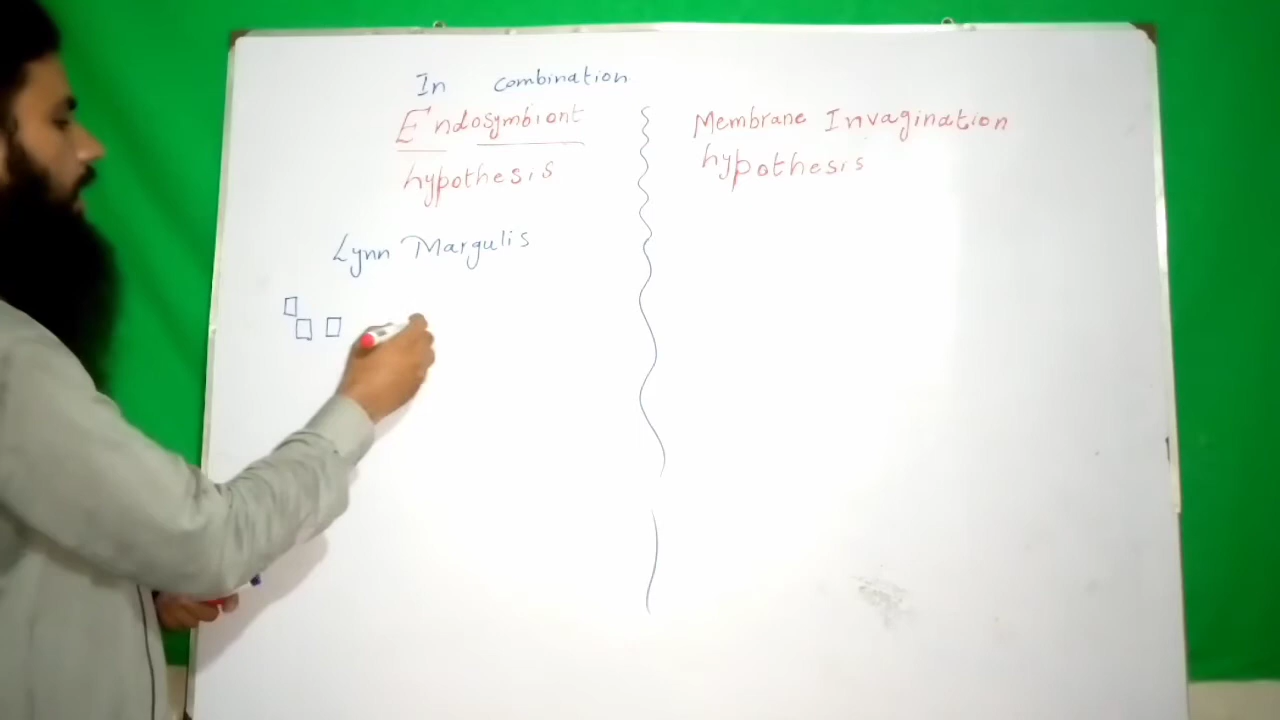 In combination
Endosymbiont
hypothesis
Lynn Margulis
Membrane Invagination
hypothesis